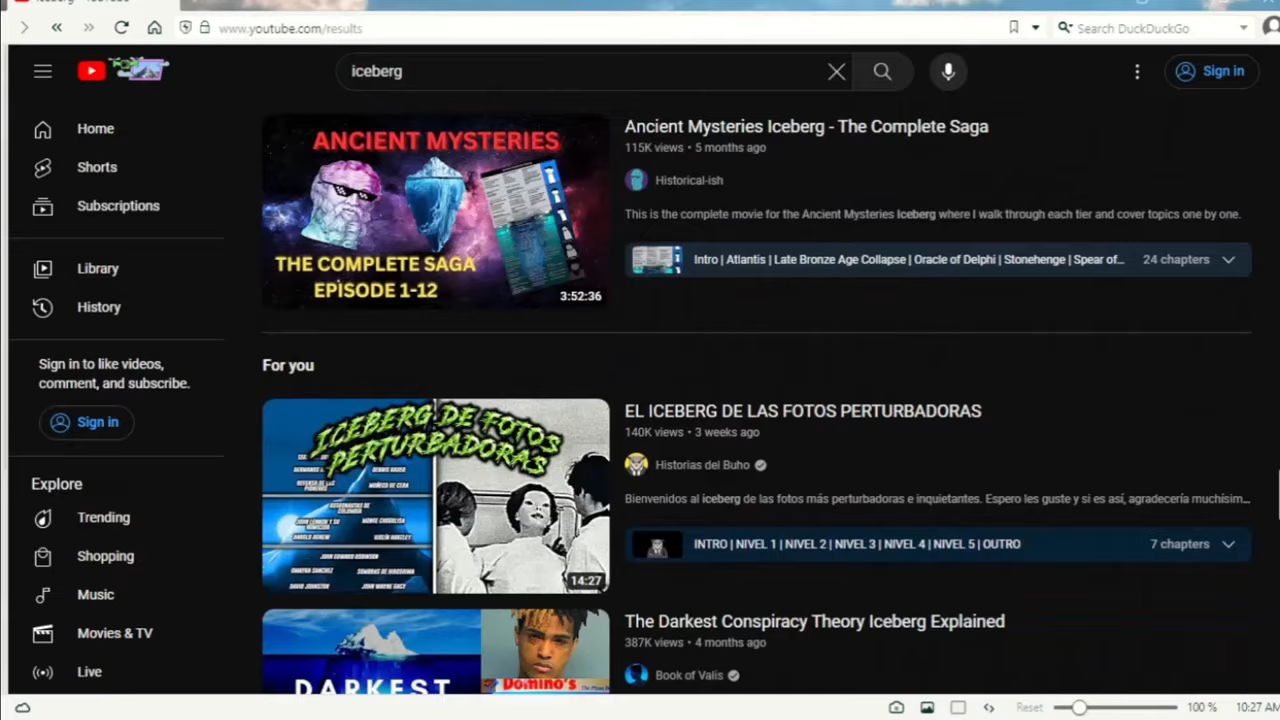 www.youtube.com/results
Search DuckDuckGo
iceberg
Sign in
Home
Shorts
Subscriptions
Library
History
Sign in to like videos,
comment, and subscribe.
Sign in
Explore
Trending
Shopping
Music
Movies & TV
Live
ANCIENT MYSTERIES
THE COMPLETE SAGA
EPISODE 1-12
3:52:36
Ancient Mysteries Iceberg - The Complete Saga
115K views • 5 months ago
Historical-ish
This is the complete movie for the Ancient Mysteries Iceberg where I walk through each tier and cover topics one by one.
Intro | Atlantis | Late Bronze Age Collapse | Oracle of Delphi | Stonehenge | Spear of...
24 chapters
For you
ICEBERG DE FOTOS
PERTURBADORAS
JOHN EDWARD ROBINSON
DAVID JOHNSTON
JOHN WAYNE GACY
14:27
EL ICEBERG DE LAS FOTOS PERTURBADORAS
140K views • 3 weeks ago
Historias del Buho
Bienvenidos al iceberg de las fotos más perturbadoras e inquietantes. Espero les guste y si es así, agradecería muchísim...
INTRO | NIVEL 1 | NIVEL 2 | NIVEL 3 | NIVEL 4 | NIVEL 5 | OUTRO
7 chapters
DARKEST
Domino's
The Darkest Conspiracy Theory Iceberg Explained
387K views • 4 months ago
Book of Valis
Reset
100 %
10:27 AM